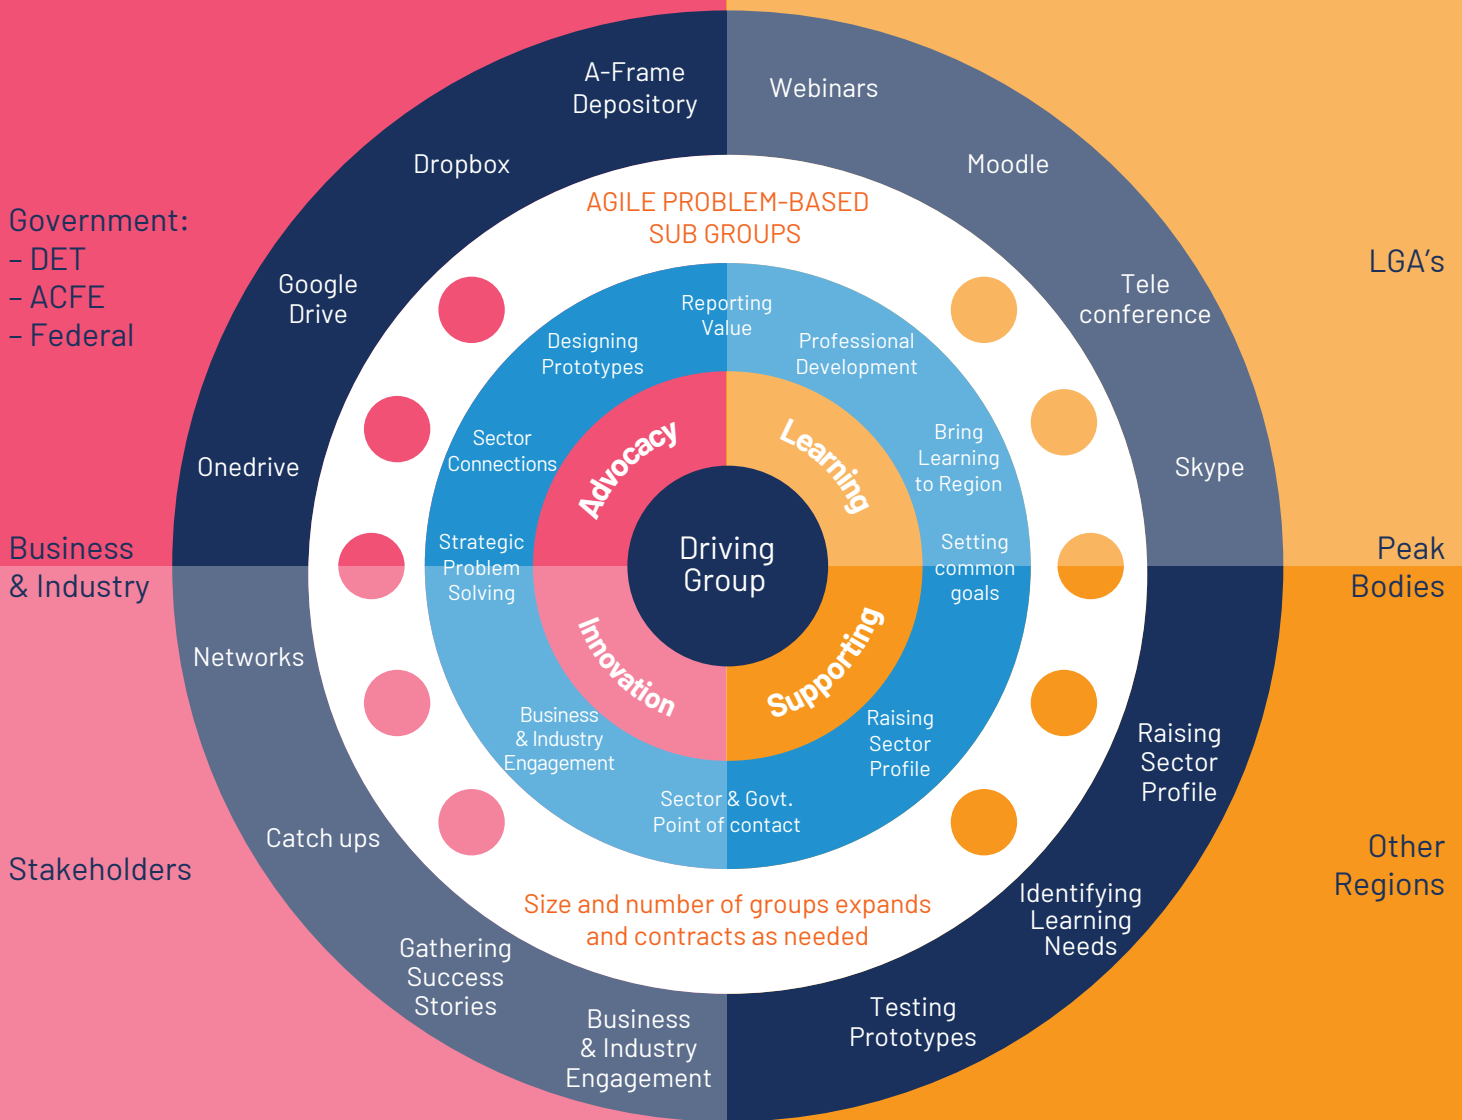 A-Frame
Depository
Webinars
Dropbox
Moodle
AGILE PROBLEM-BASED
SUB GROUPS
Government:
– DET
– ACFE
– Federal
LGA's
Google
Drive
Tele
conference
Reporting
Value
Designing
Prototypes
Professional
Development
Sector
Connections
Advocacy
Learning
Bring
Learning
to Region
Onedrive
Skype
Business
& Industry
Strategic
Problem
Solving
Driving
Group
Setting
common
goals
Peak
Bodies
Networks
Innovation
Supporting
Business
& Industry
Engagement
Raising
Sector
Profile
Raising
Sector
Profile
Sector & Govt.
Point of contact
Catch ups
Stakeholders
Other
Regions
Size and number of groups expands
and contracts as needed
Identifying
Learning
Needs
Gathering
Success
Stories
Testing
Prototypes
Business
& Industry
Engagement